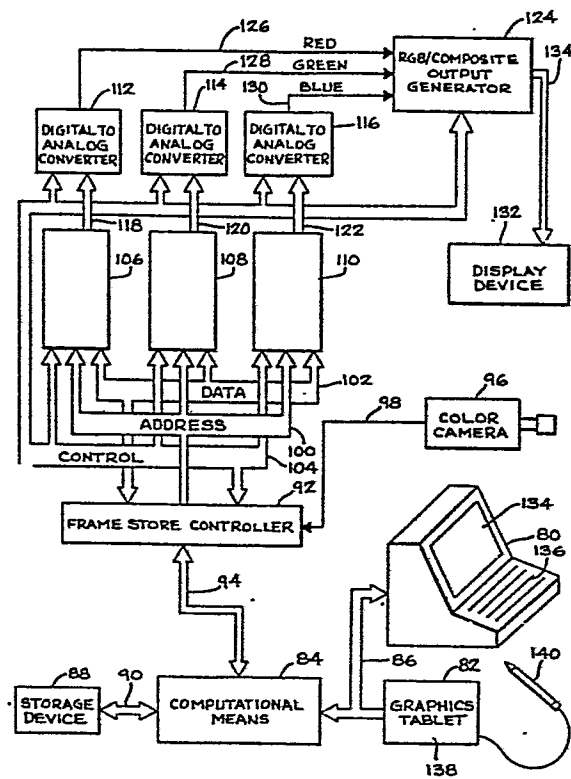 126
RED
124
RGB/COMPOSITE
OUTPUT
GENERATOR
134
128
GREEN
112
114
130
BLUE
116
DIGITAL TO
ANALOG
CONVERTER
DIGITAL TO
ANALOG
CONVERTER
DIGITAL TO
ANALOG
CONVERTER
118
120
122
132
DISPLAY
DEVICE
106
108
110
DATA
102
ADDRESS
100
CONTROL
104
92
98
96
COLOR
CAMERA
FRAME STORE CONTROLLER
134
80
136
94
88
STORAGE
DEVICE
90
84
COMPUTATIONAL
MEANS
86
82
GRAPHICS
TABLET
138
140